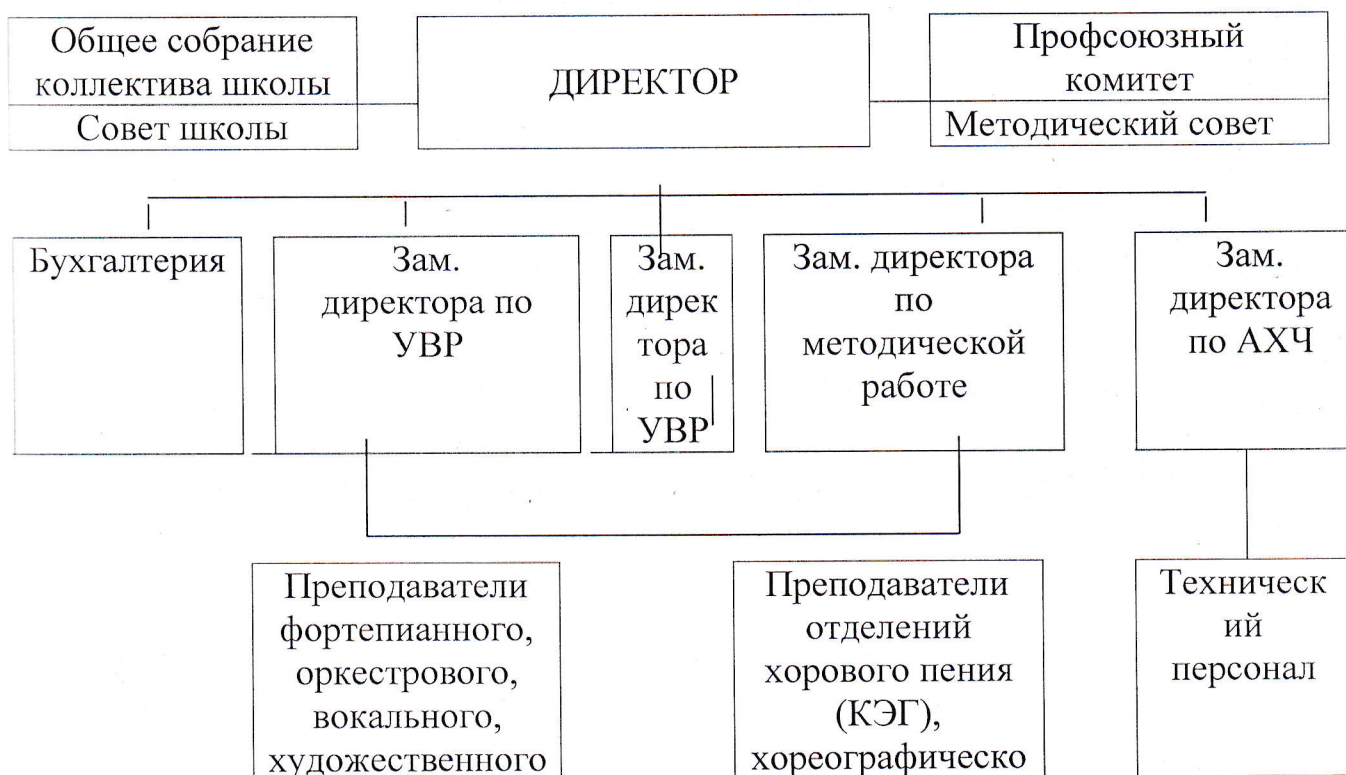 Общее собрание
коллектива школы
Совет школы
ДИРЕКТОР
Профсоюзный
комитет
Методический совет
Бухгалтерия
Зам.
директора по
УВР
Зам.
дирек
тора
по
УВР
Зам. директора
по
методической
работе
Зам.
директора
по АХЧ
Преподаватели
фортепианного,
оркестрового,
вокального,
художественного
Преподаватели
отделений
хорового пения
(КЭГ),
хореографическо
Техническ
ий
персонал